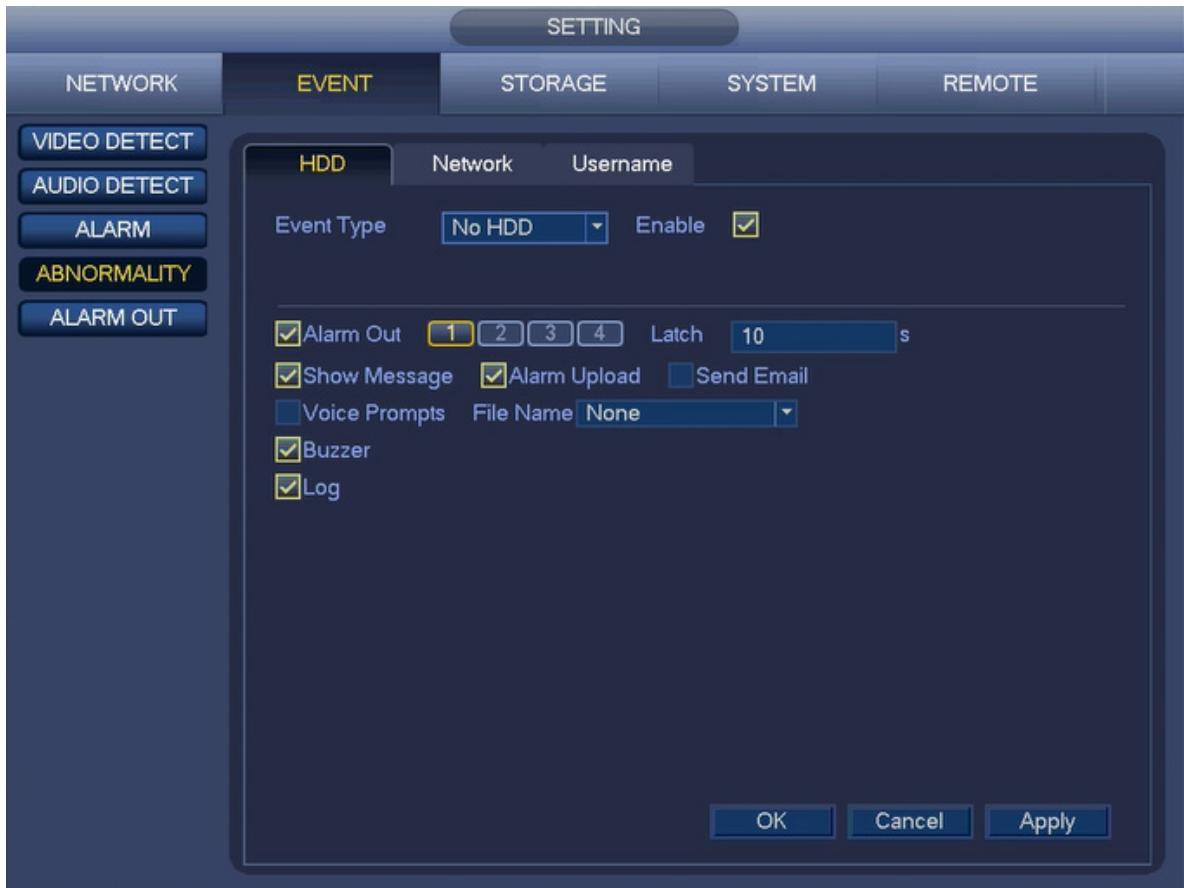 SETTING
NETWORK EVENT STORAGE SYSTEM REMOTE
VIDEO DETECT
AUDIO DETECT
ALARM
ABNORMALITY
ALARM OUT
HDD Network Username
Event Type No HDD Enable
Alarm Out 1 2 3 4 Latch 10 s
Show Message Alarm Upload Send Email
Voice Prompts File Name None
Buzzer
Log
OK Cancel Apply